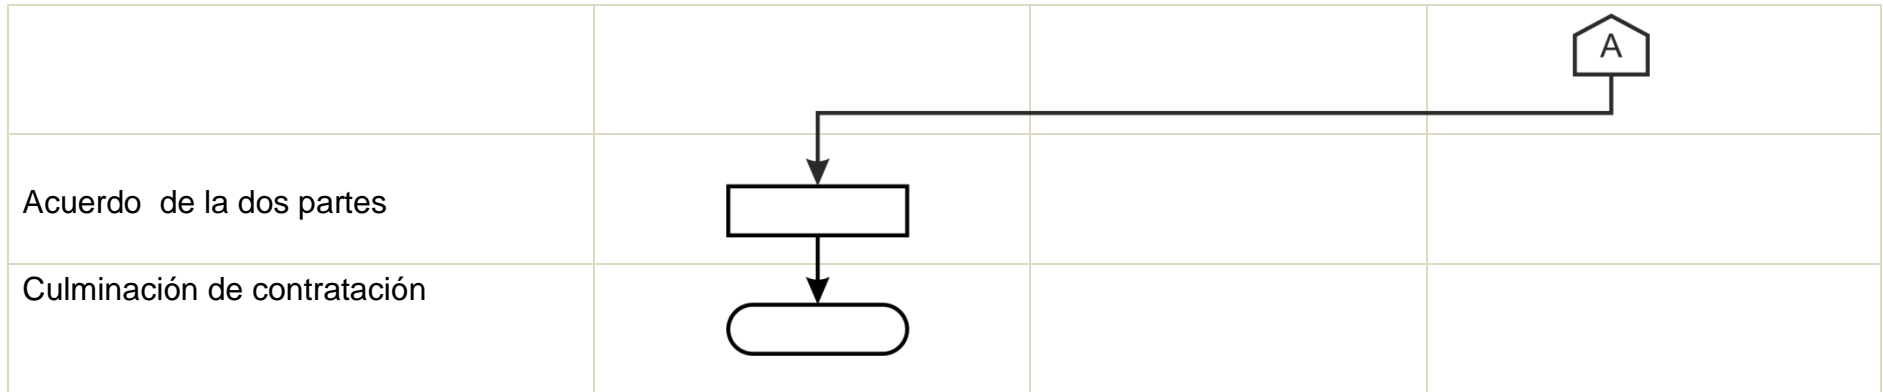 A
Acuerdo  de la dos partes
Culminación de contratación